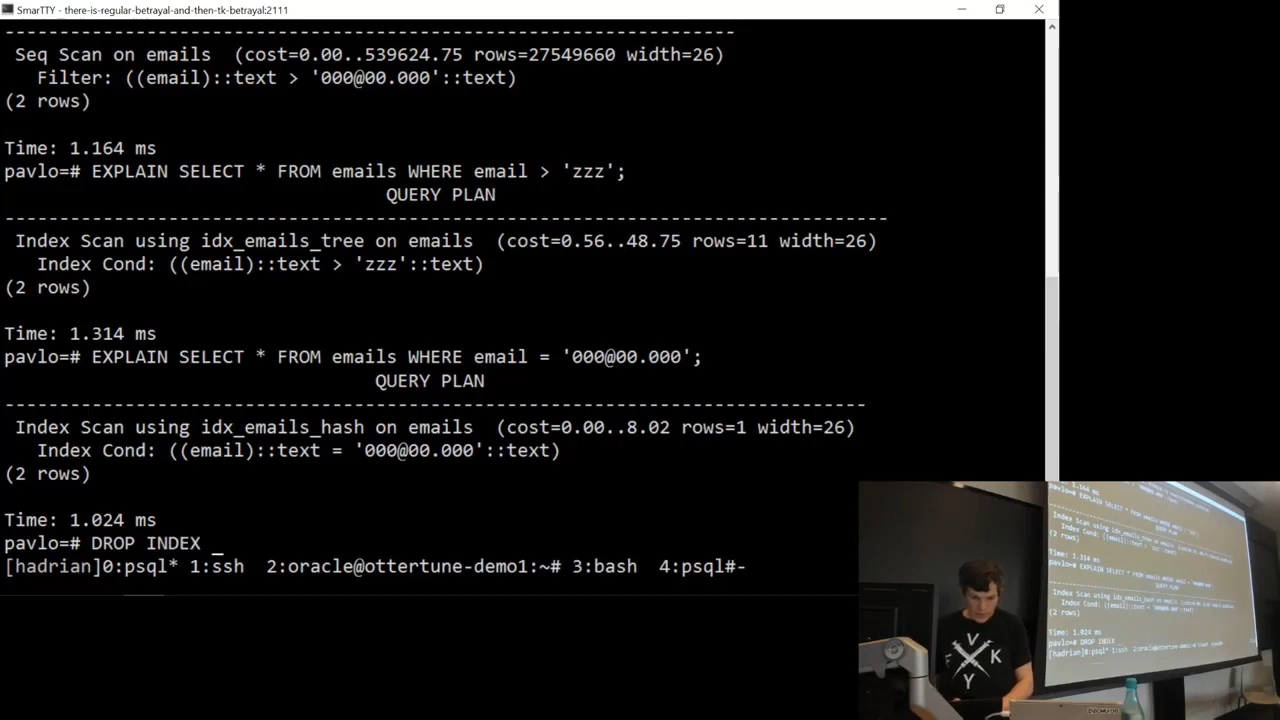 SmarTTY - there-is-regular-betrayal-and-then-tk-betrayal:2111
-------------------------------------------------------------------
 Seq Scan on emails  (cost=0.00..539624.75 rows=27549660 width=26)
   Filter: ((email)::text > '000@00.000'::text)
(2 rows)
Time: 1.164 ms
pavlo=# EXPLAIN SELECT * FROM emails WHERE email > 'zzz';
QUERY PLAN
---------------------------------------------------------------------------------
 Index Scan using idx_emails_tree on emails  (cost=0.56..48.75 rows=11 width=26)
   Index Cond: ((email)::text > 'zzz'::text)
(2 rows)
Time: 1.314 ms
pavlo=# EXPLAIN SELECT * FROM emails WHERE email = '000@00.000';
QUERY PLAN
-------------------------------------------------------------------------------
 Index Scan using idx_emails_hash on emails  (cost=0.00..8.02 rows=1 width=26)
   Index Cond: ((email)::text = '000@00.000'::text)
(2 rows)
Time: 1.024 ms
pavlo=# DROP INDEX _
[hadrian]0:psql* 1:ssh  2:oracle@ottertune-demo1:~# 3:bash  4:psql#-
V
K
Y